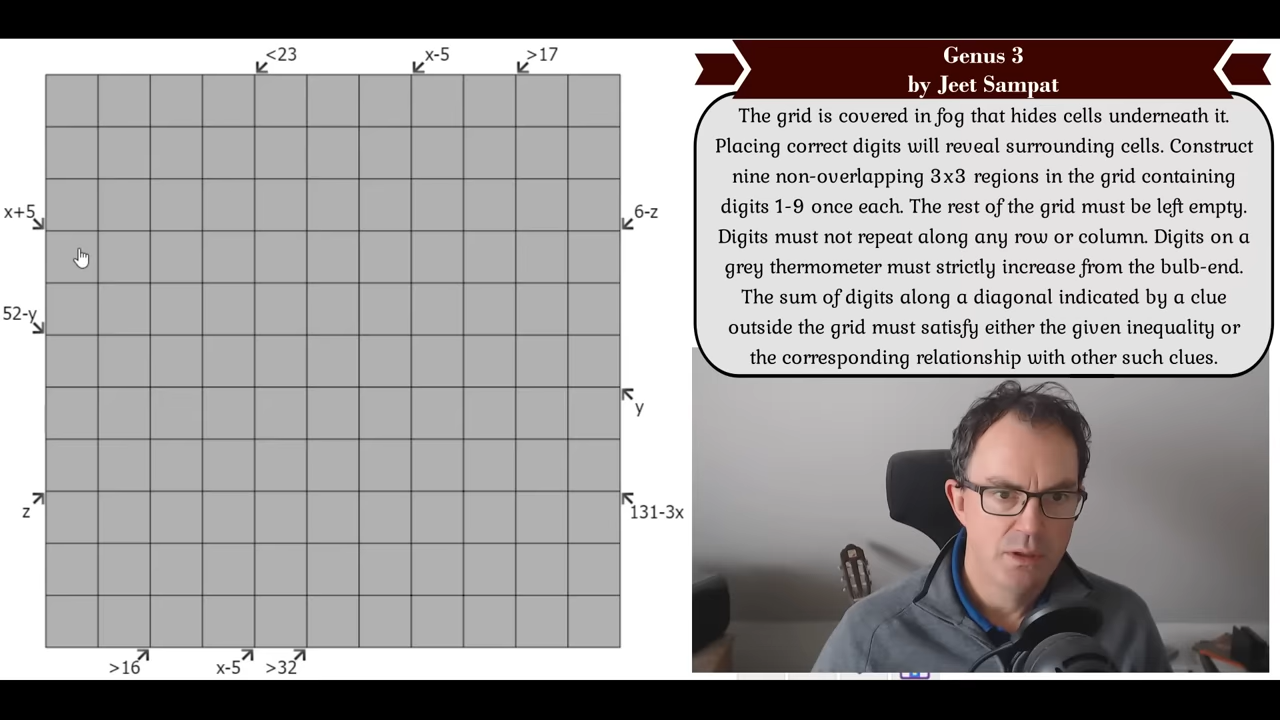 <23
x-5
>17
x+5
6-z
52-y
y
z
131-3x
>16
x-5
>32
Genus 3
by Jeet Sampat
The grid is covered in fog that hides cells underneath it.
Placing correct digits will reveal surrounding cells. Construct
nine non-overlapping 3x3 regions in the grid containing
digits 1-9 once each. The rest of the grid must be left empty.
Digits must not repeat along any row or column. Digits on a
grey thermometer must strictly increase from the bulb-end.
The sum of digits along a diagonal indicated by a clue
outside the grid must satisfy either the given inequality or
the corresponding relationship with other such clues.